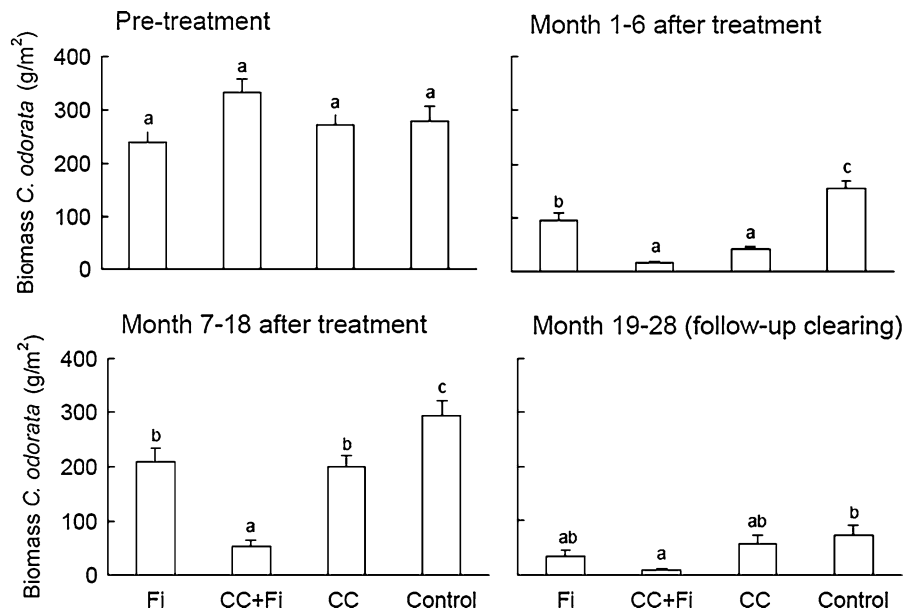 Pre-treatment
Month 1-6 after treatment
Biomass C. odorata (g/m²)
400
300
200
100
0
a
a
a
a
b
a
a
c
Month 7-18 after treatment
Month 19-28 (follow-up clearing)
Biomass C. odorata (g/m²)
400
300
200
100
0
b
a
b
c
ab
a
ab
b
Fi
CC+Fi
CC
Control
Fi
CC+Fi
CC
Control